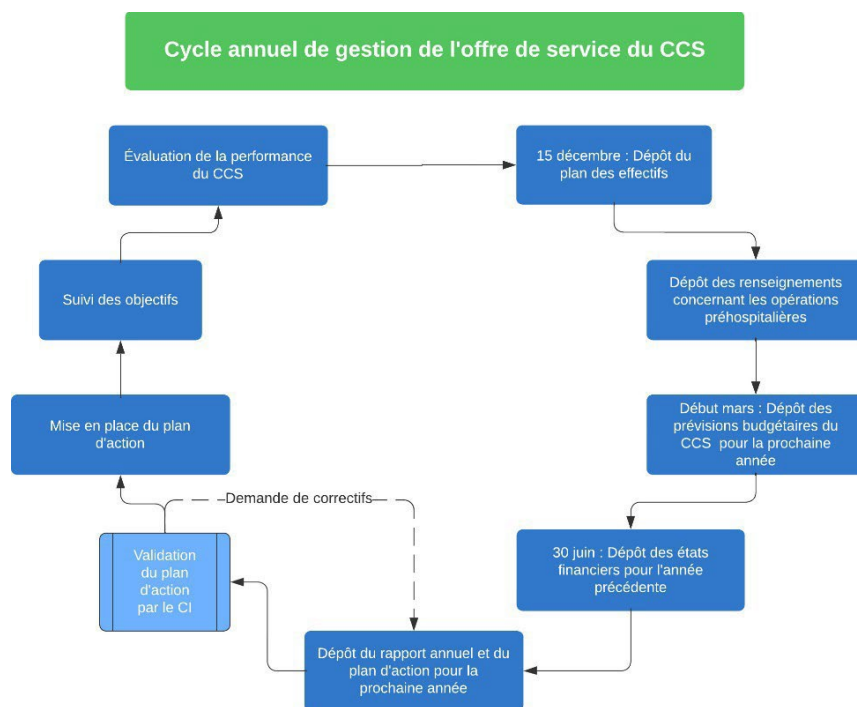 Cycle annuel de gestion de l'offre de service du CCS
Évaluation de la performance
du CCS
15 décembre : Dépôt du
plan des effectifs
Dépôt des renseignements
concernant les opérations
préhospitalières
Début mars : Dépôt des
prévisions budgétaires du
CCS pour la prochaine
année
30 juin : Dépôt des états
financiers pour l'année
précédente
Dépôt du rapport annuel et du
plan d'action pour la
prochaine année
Demande de correctifs
Validation
du plan
d'action
par le CI
Mise en place du plan
d'action
Suivi des objectifs